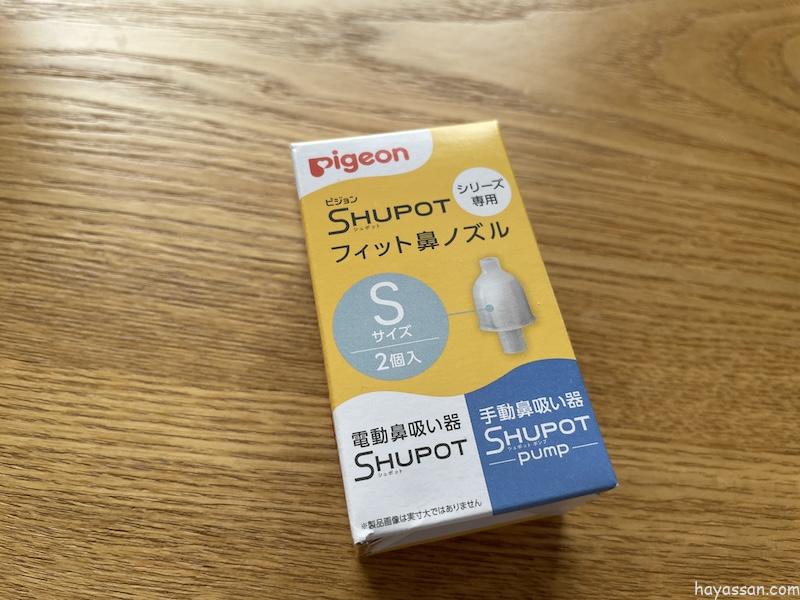 Pigeon
シリーズ
専用
ピジョン
SHUPOT
シュポット
フィット鼻ノズル
S
サイズ
2個入
電動鼻吸い器
SHUPOT
シュポット
手動鼻吸い器
SHUPOT
シュポット ポンプ
pump
※製品画像は実寸大ではありません
hayassan.com